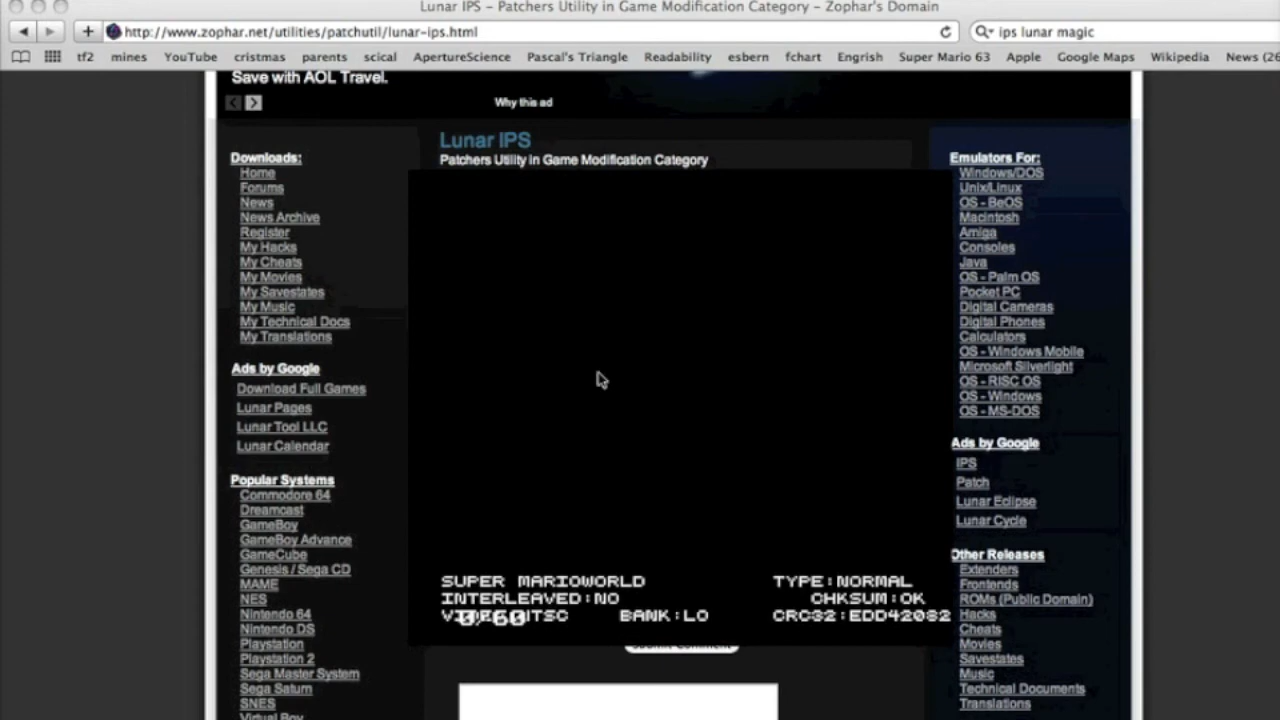 Lunar IPS – Patchers Utility in Game Modification Category – Zophar's Domain
http://www.zophar.net/utilities/patchutil/lunar-ips.html
ips lunar magic
tf2 mines YouTube cristmas parents scical ApertureScience Pascal's Triangle Readability esbern fchart Engrish Super Mario 63 Apple Google Maps Wikipedia News (26
Save with AOL Travel.
Why this ad
Lunar IPS
Patchers Utility in Game Modification Category
Downloads:
Home
Forums
News
News Archive
Register
My Hacks
My Cheats
My Movies
My Savestates
My Music
My Technical Docs
My Translations
Ads by Google
Download Full Games
Lunar Pages
Lunar Tool LLC
Lunar Calendar
Popular Systems
Commodore 64
Dreamcast
GameBoy
GameBoy Advance
GameCube
Genesis / Sega CD
MAME
NES
Nintendo 64
Nintendo DS
Playstation
Playstation 2
Sega Master System
Sega Saturn
SNES
Virtual Boy
SUPER MARIOWORLD TYPE:NORMAL
INTERLEAVED:NO CHKSUM:OK
0/60 BANK:LO CRC32:EDD42082
Emulators For:
Windows/DOS
Unix/Linux
OS - BeOS
Macintosh
Amiga
Consoles
Java
OS - Palm OS
Pocket PC
Digital Cameras
Digital Phones
Calculators
OS - Windows Mobile
Microsoft Silverlight
OS - RISC OS
OS - Windows
OS - MS-DOS
Ads by Google
IPS
Patch
Lunar Eclipse
Lunar Cycle
Other Releases
Extenders
Frontends
ROMs (Public Domain)
Hacks
Cheats
Movies
Savestates
Music
Technical Documents
Translations